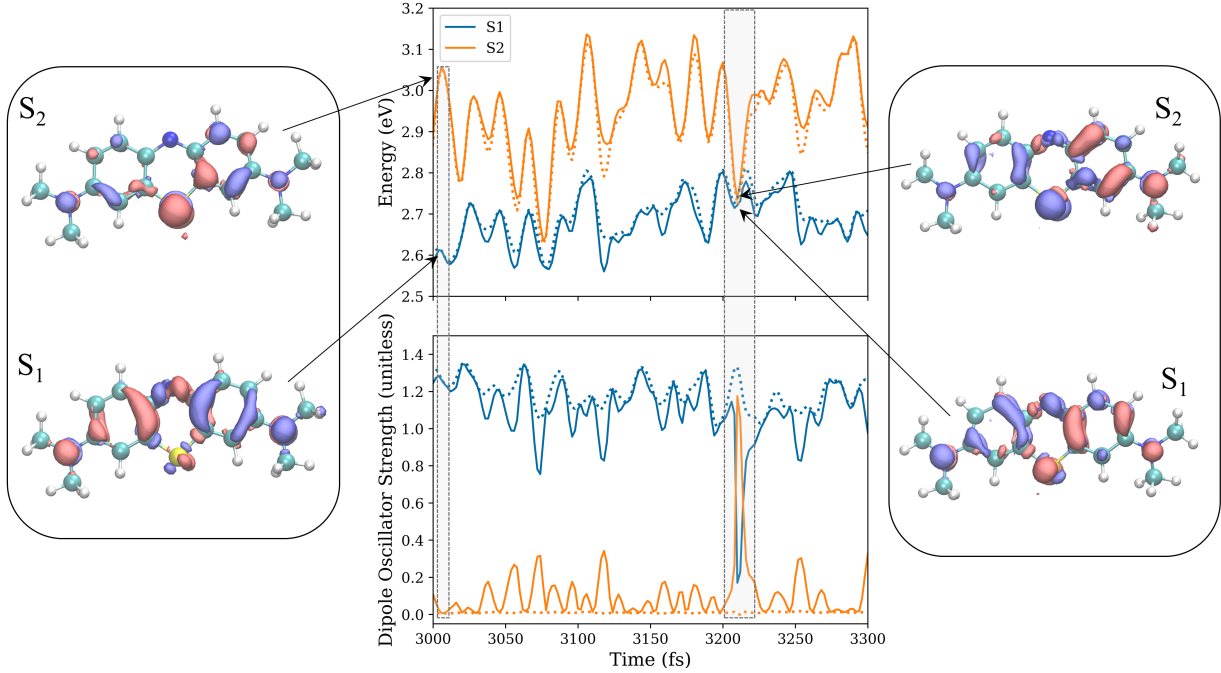 S2
S1
Energy (eV)
3.2
3.1
3.0
2.9
2.8
2.7
2.6
2.5
S1
S2
S2
S1
Dipole Oscillator Strength (unitless)
1.4
1.2
1.0
0.8
0.6
0.4
0.2
0.0
3000
3050
3100
3150
3200
3250
3300
Time (fs)